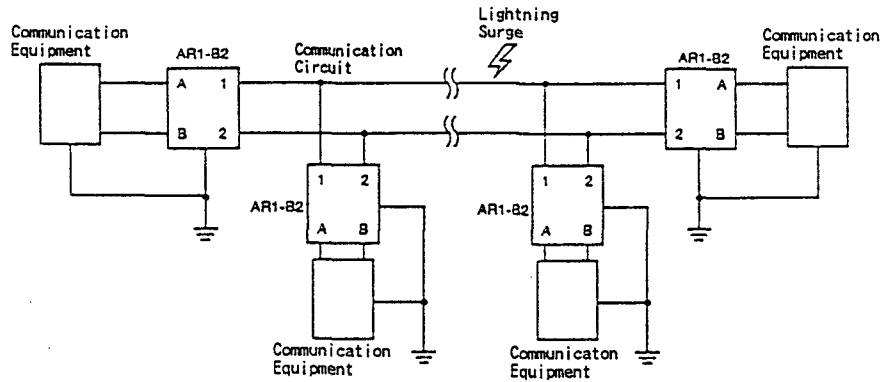 Communication
Equipment
AR1-B2
A 1
B 2
Communication
Circuit
Lightning
Surge
AR1-B2
1 A
2 B
Communication
Equipment
AR1-B2
1 2
A B
Communication
Equipment
AR1-B2
1 2
A B
Communicaton
Equipment